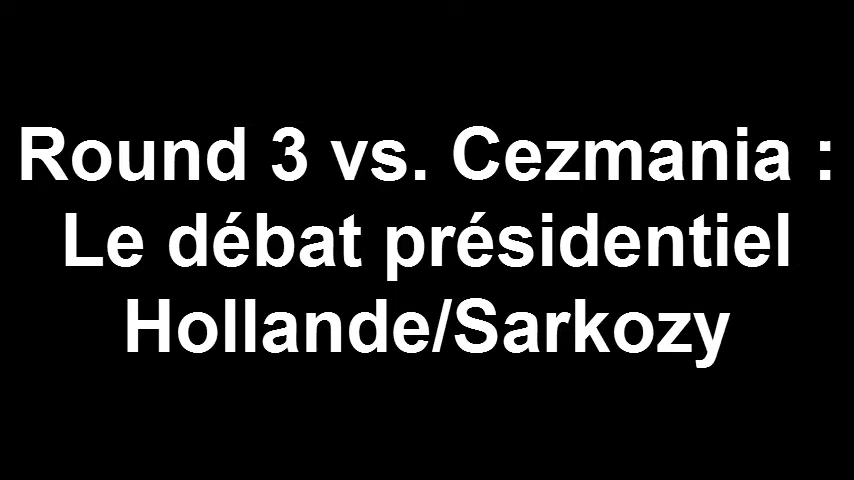 Round 3 vs. Cezmania :
Le débat présidentiel
Hollande/Sarkozy